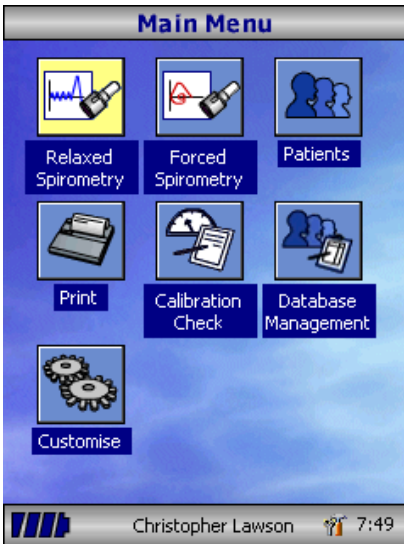 Main Menu
Relaxed
Spirometry
Forced
Spirometry
Patients
Print
Calibration
Check
Database
Management
Customise
Christopher Lawson
7:49